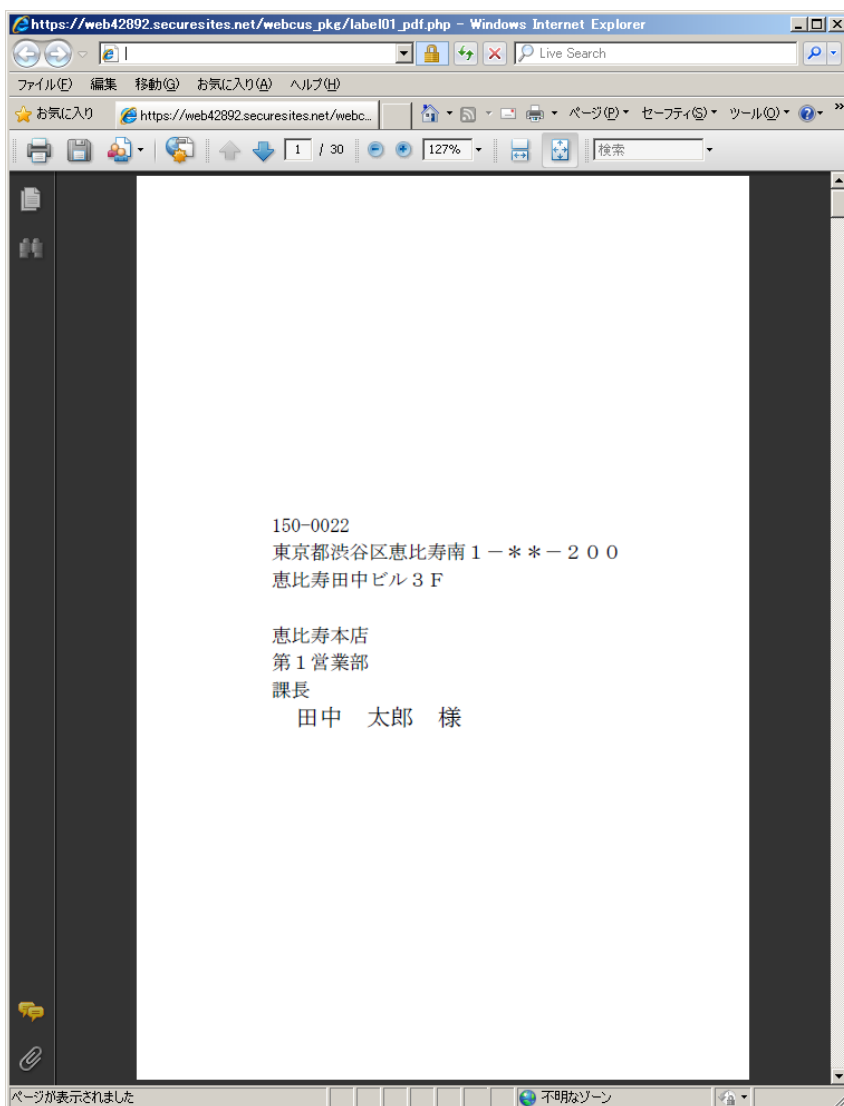 https://web42892.securesites.net/webcus_pkg/label01_pdf.php - Windows Internet Explorer
Live Search
ファイル(F) 編集 移動(G) お気に入り(A) ヘルプ(H)
お気に入り https://web42892.securesites.net/webc... ページ(P) セーフティ(S) ツール(O) »
1 / 30 127% 検索
150-0022
東京都渋谷区恵比寿南1-**-200
恵比寿田中ビル3F
恵比寿本店
第1営業部
課長
田中 太郎 様
ページが表示されました 不明なゾーン